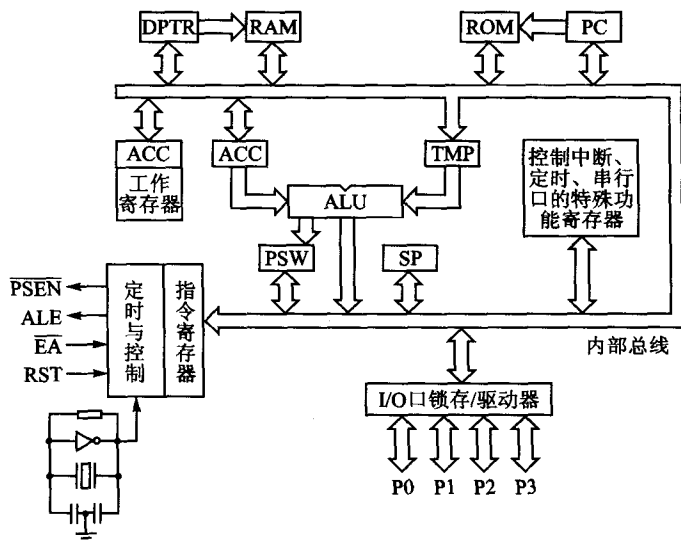 DPTR
RAM
ROM
PC
ACC
工作
寄存器
ACC
TMP
控制中断、
定时、串行
口的特殊功
能寄存器
ALU
PSW
SP
PSEN
ALE
EA
RST
定时与控制
指令寄存器
内部总线
I/O口锁存/驱动器
P0
P1
P2
P3